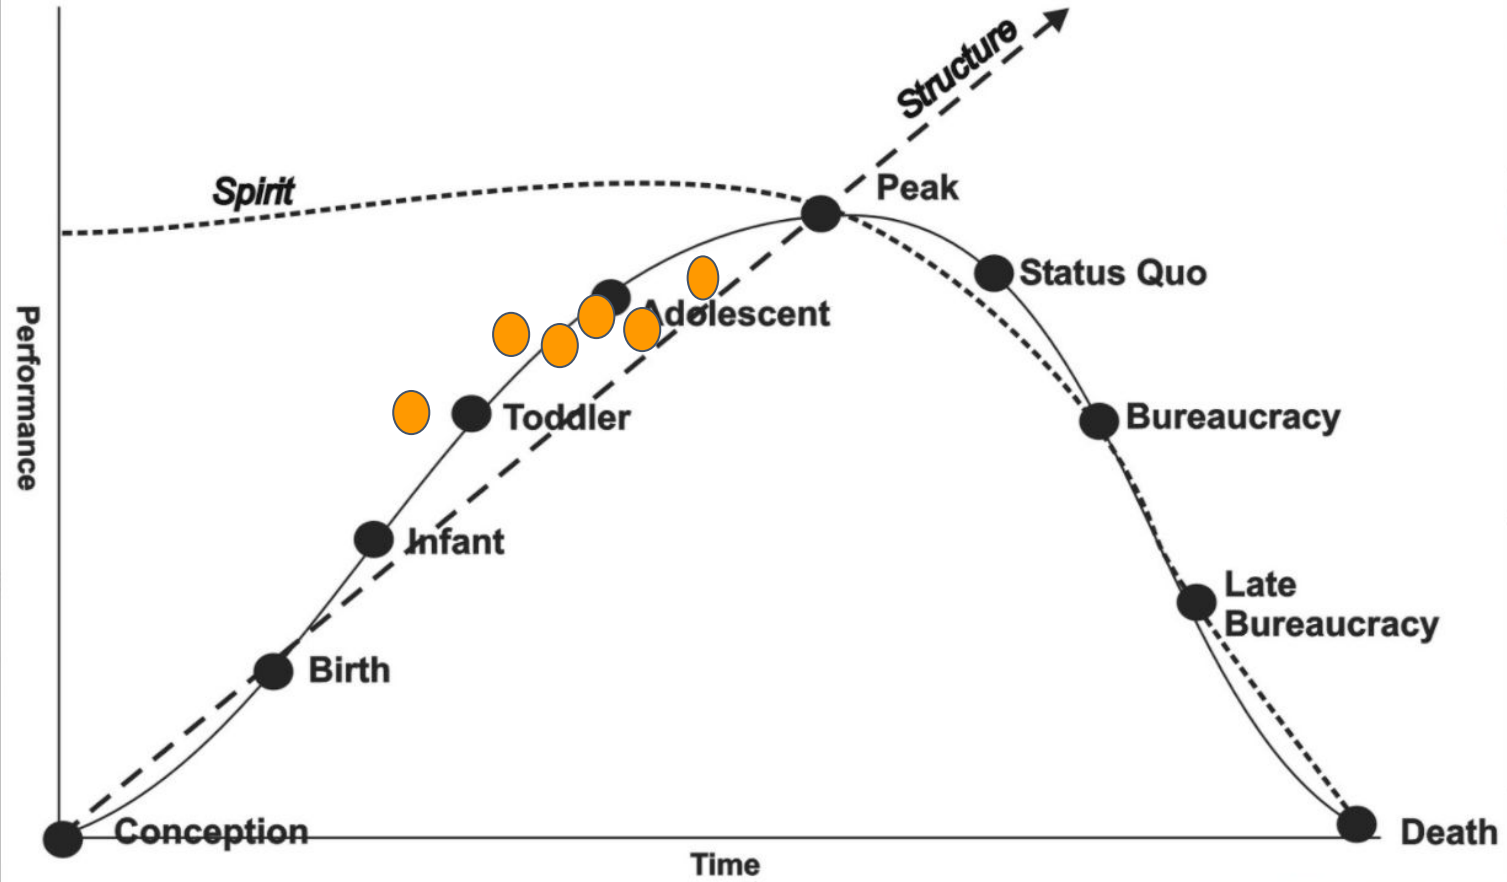 Structure
Spirit
Peak
Status Quo
Adolescent
Toddler
Bureaucracy
Performance
Infant
Late
Bureaucracy
Birth
Conception
Death
Time